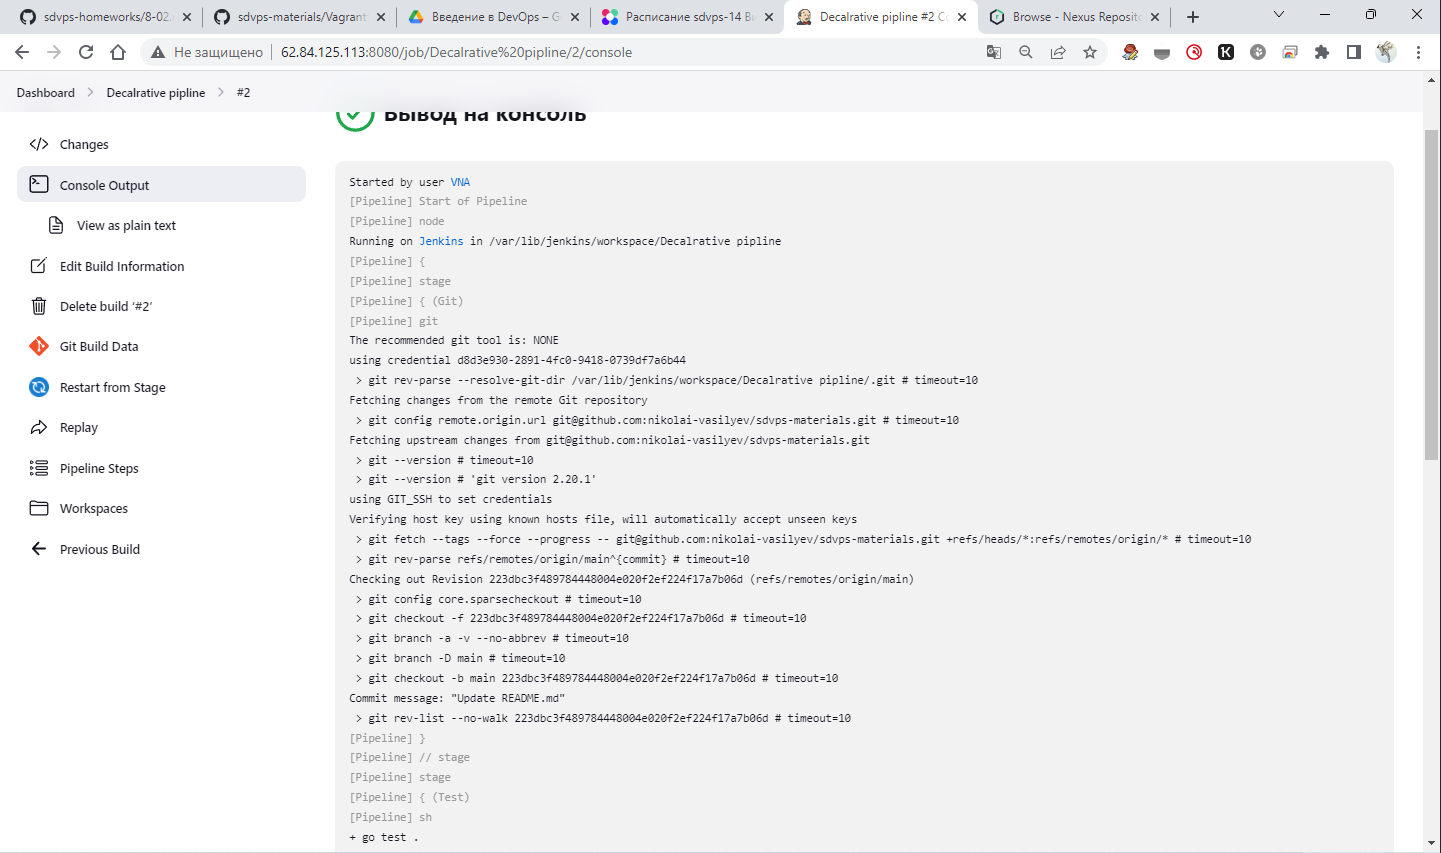 sdvps-homeworks/8-02.
sdvps-materials/Vagrant
Введение в DevOps – G
Расписание sdvps-14 В
Decalrative pipline #2 C
Browse - Nexus Reposito
Не защищено
62.84.125.113:8080/job/Decalrative%20pipline/2/console
Dashboard
Decalrative pipline
#2
Changes
Console Output
View as plain text
Edit Build Information
Delete build ‘#2’
Git Build Data
Restart from Stage
Replay
Pipeline Steps
Workspaces
Previous Build
Вывод на консоль
Started by user VNA
[Pipeline] Start of Pipeline
[Pipeline] node
Running on Jenkins in /var/lib/jenkins/workspace/Decalrative pipline
[Pipeline] {
[Pipeline] stage
[Pipeline] { (Git)
[Pipeline] git
The recommended git tool is: NONE
using credential d8d3e930-2891-4fc0-9418-0739df7a6b44
> git rev-parse --resolve-git-dir /var/lib/jenkins/workspace/Decalrative pipline/.git # timeout=10
Fetching changes from the remote Git repository
> git config remote.origin.url git@github.com:nikolai-vasilyev/sdvps-materials.git # timeout=10
Fetching upstream changes from git@github.com:nikolai-vasilyev/sdvps-materials.git
> git --version # timeout=10
> git --version # 'git version 2.20.1'
using GIT_SSH to set credentials
Verifying host key using known hosts file, will automatically accept unseen keys
> git fetch --tags --force --progress -- git@github.com:nikolai-vasilyev/sdvps-materials.git +refs/heads/*:refs/remotes/origin/* # timeout=10
> git rev-parse refs/remotes/origin/main^{commit} # timeout=10
Checking out Revision 223dbc3f489784448004e020f2ef224f17a7b06d (refs/remotes/origin/main)
> git config core.sparsecheckout # timeout=10
> git checkout -f 223dbc3f489784448004e020f2ef224f17a7b06d # timeout=10
> git branch -a -v --no-abbrev # timeout=10
> git branch -D main # timeout=10
> git checkout -b main 223dbc3f489784448004e020f2ef224f17a7b06d # timeout=10
Commit message: "Update README.md"
> git rev-list --no-walk 223dbc3f489784448004e020f2ef224f17a7b06d # timeout=10
[Pipeline] }
[Pipeline] // stage
[Pipeline] stage
[Pipeline] { (Test)
[Pipeline] sh
+ go test .